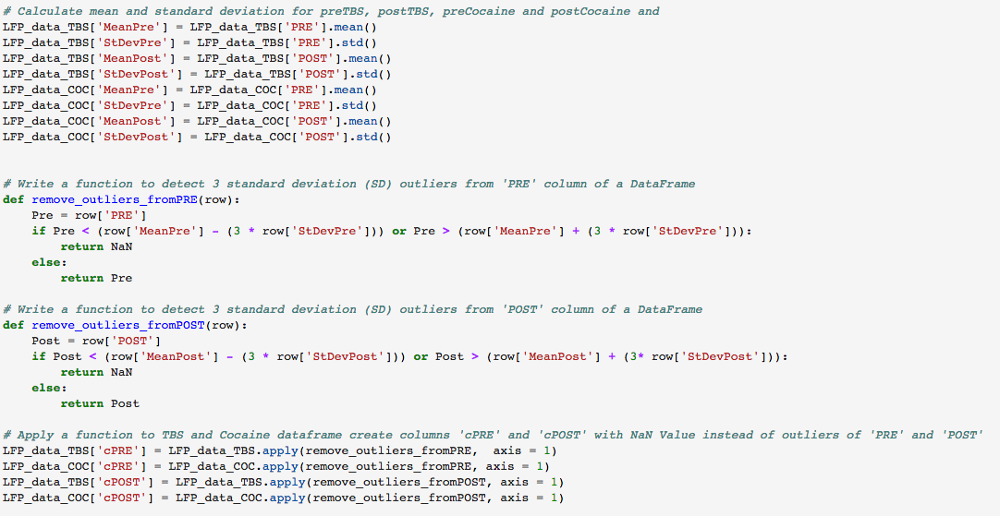 # Calculate mean and standard deviation for preTBS, postTBS, preCocaine and postCocaine and
LFP_data_TBS['MeanPre'] = LFP_data_TBS['PRE'].mean()
LFP_data_TBS['StDevPre'] = LFP_data_TBS['PRE'].std()
LFP_data_TBS['MeanPost'] = LFP_data_TBS['POST'].mean()
LFP_data_TBS['StDevPost'] = LFP_data_TBS['POST'].std()
LFP_data_COC['MeanPre'] = LFP_data_COC['PRE'].mean()
LFP_data_COC['StDevPre'] = LFP_data_COC['PRE'].std()
LFP_data_COC['MeanPost'] = LFP_data_COC['POST'].mean()
LFP_data_COC['StDevPost'] = LFP_data_COC['POST'].std()
# Write a function to detect 3 standard deviation (SD) outliers from 'PRE' column of a DataFrame
def remove_outliers_fromPRE(row):
    Pre = row['PRE']
    if Pre < (row['MeanPre'] - (3 * row['StDevPre'])) or Pre > (row['MeanPre'] + (3 * row['StDevPre'])):
        return NaN
    else:
        return Pre
# Write a function to detect 3 standard deviation (SD) outliers from 'POST' column of a DataFrame
def remove_outliers_fromPOST(row):
    Post = row['POST']
    if Post < (row['MeanPost'] - (3 * row['StDevPost'])) or Post > (row['MeanPost'] + (3* row['StDevPost'])):
        return NaN
    else:
        return Post
# Apply a function to TBS and Cocaine dataframe create columns 'cPRE' and 'cPOST' with NaN Value instead of outliers of 'PRE' and 'POST'
LFP_data_TBS['cPRE'] = LFP_data_TBS.apply(remove_outliers_fromPRE,  axis = 1)
LFP_data_COC['cPRE'] = LFP_data_COC.apply(remove_outliers_fromPRE, axis = 1)
LFP_data_TBS['cPOST'] = LFP_data_TBS.apply(remove_outliers_fromPOST, axis = 1)
LFP_data_COC['cPOST'] = LFP_data_COC.apply(remove_outliers_fromPOST, axis = 1)